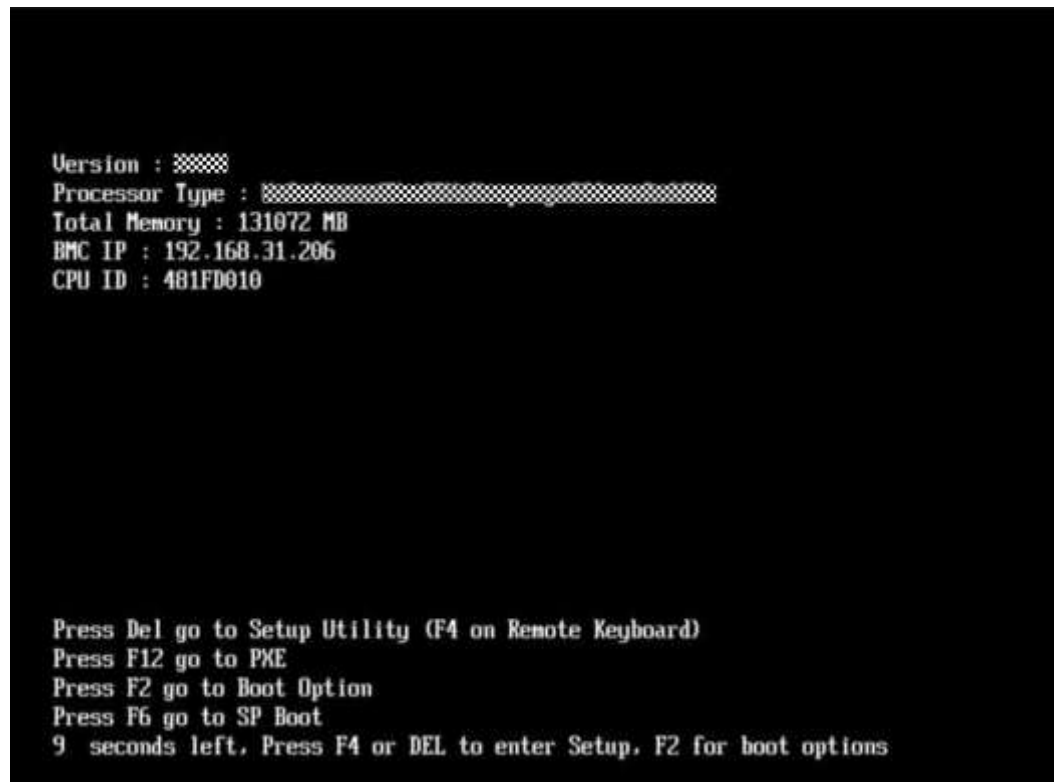 Version :
Processor Type :
Total Memory : 131072 MB
BMC IP : 192.168.31.206
CPU ID : 481FD010
Press Del go to Setup Utility (F4 on Remote Keyboard)
Press F12 go to PXE
Press F2 go to Boot Option
Press F6 go to SP Boot
9 seconds left, Press F4 or DEL to enter Setup, F2 for boot options